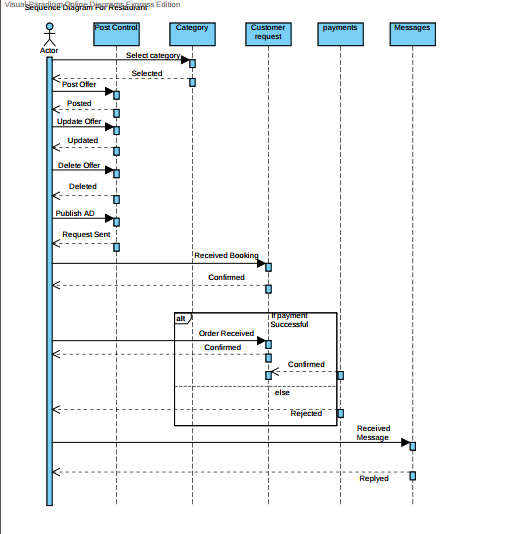 Visual Paradigm Online Diagrams Express Edition
Sequence Diagram For Restaurant
Actor
Post Control
Category
Customer
request
payments
Messages
Select category
Selected
Post Offer
Posted
Update Offer
Updated
Delete Offer
Deleted
Publish AD
Request Sent
Received Booking
Confirmed
alt
If payment
Successful
Order Received
Confirmed
Confirmed
else
Rejected
Received
Message
Replyed